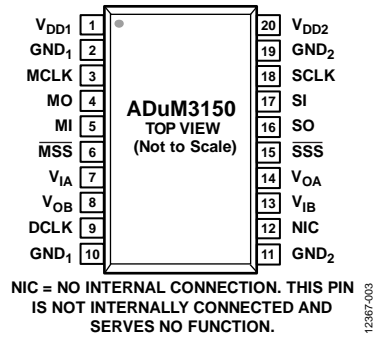 VDD1 1 20 VDD2
GND1 2 19 GND2
MCLK 3 18 SCLK
MO 4 17 SI
MI 5 16 SO
MSS 6 15 SSS
VIA 7 14 VOA
VOB 8 13 VIB
DCLK 9 12 NIC
GND1 10 11 GND2
ADuM3150
TOP VIEW
(Not to Scale)
NIC = NO INTERNAL CONNECTION. THIS PIN
IS NOT INTERNALLY CONNECTED AND
SERVES NO FUNCTION.
12367-003